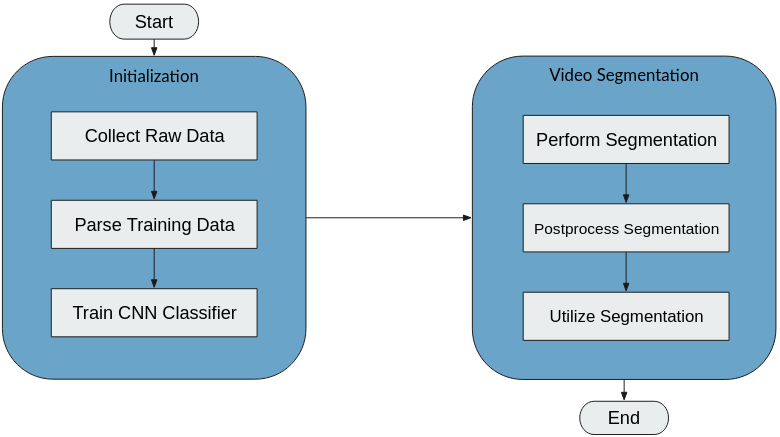 Start
Initialization
Collect Raw Data
Parse Training Data
Train CNN Classifier
Video Segmentation
Perform Segmentation
Postprocess Segmentation
Utilize Segmentation
End